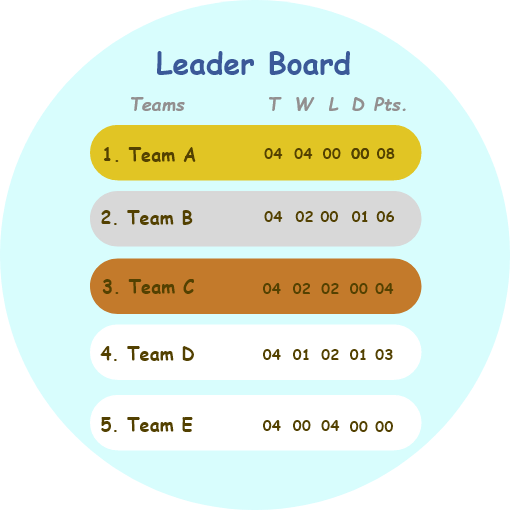 Leader Board
Teams T W L D Pts.
1. Team A 04 04 00 00 08
2. Team B 04 02 00 01 06
3. Team C 04 02 02 00 04
4. Team D 04 01 02 01 03
5. Team E 04 00 04 00 00